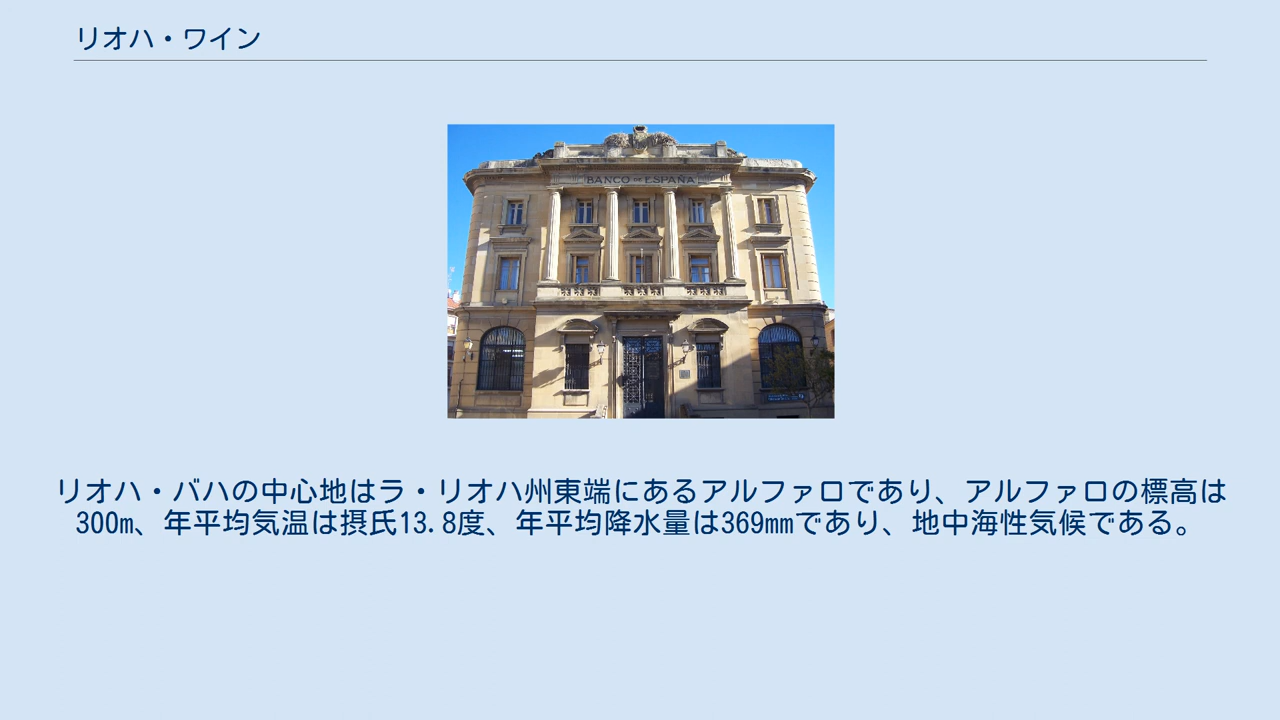 リオハ・ワイン
BANCO DE ESPAÑA
リオハ・バハの中心地はラ・リオハ州東端にあるアルファロであり、アルファロの標高は
300m、年平均気温は摂氏13.8度、年平均降水量は369mmであり、地中海性気候である。